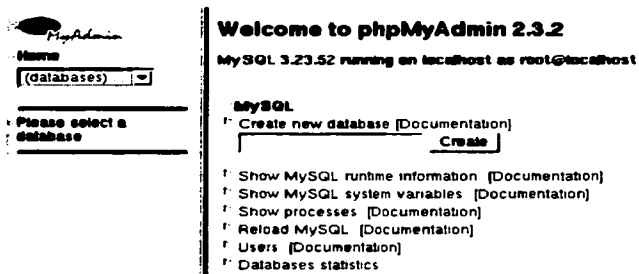 MyAdmin
Home
(databases)
Please select a
database
Welcome to phpMyAdmin 2.3.2
MySQL 3.23.52 running on localhost as root@localhost
MySQL
Create new database [Documentation]
Create
Show MySQL runtime information [Documentation]
Show MySQL system variables [Documentation]
Show processes [Documentation]
Reload MySQL [Documentation]
Users [Documentation]
Databases statistics